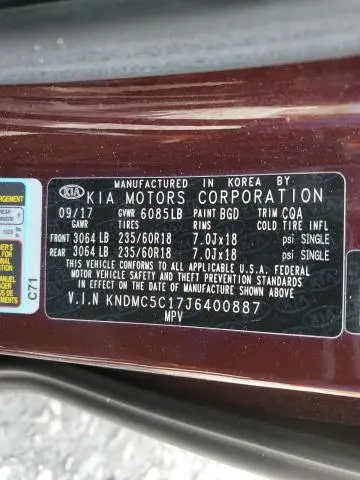 MANUFACTURED IN KOREA BY
KIA KIA MOTORS CORPORATION
09/17 GVWR 6085LB PAINT BGD TRIM CQA
GAWR TIRES RIMS COLD TIRE INFL
FRONT 3064 LB 235/60R18 7.0Jx18 psi SINGLE
REAR 3064 LB 235/60R18 7.0Jx18 psi SINGLE
THIS VEHICLE CONFORMS TO ALL APPLICABLE U.S.A. FEDERAL
MOTOR VEHICLE SAFETY AND BUMPER STANDARDS IN EFFECT ON THE
DATE OF MANUFACTURE SHOWN ABOVE.
V.I.N KNDMC5C17J6400887
MPV
C71